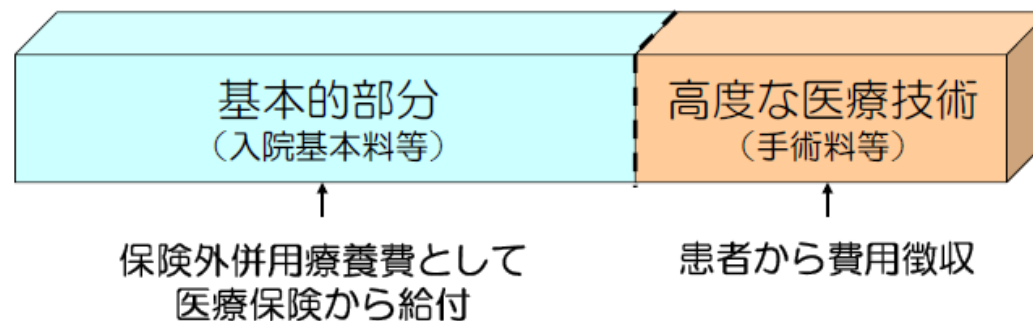 基本的部分
（入院基本料等）
高度な医療技術
（手術料等）
保険外併用療養費として
医療保険から給付
患者から費用徴収